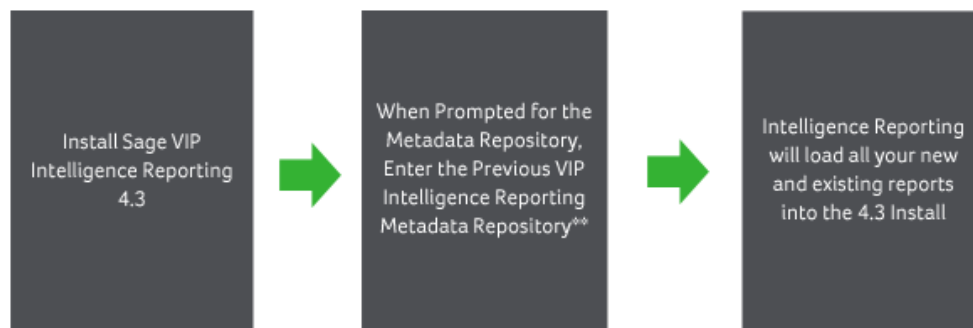 Install Sage VIP
Intelligence Reporting
4.3
When Prompted for the
Metadata Repository,
Enter the Previous VIP
Intelligence Reporting
Metadata Repository**
Intelligence Reporting
will load all your new
and existing reports
into the 4.3 Install